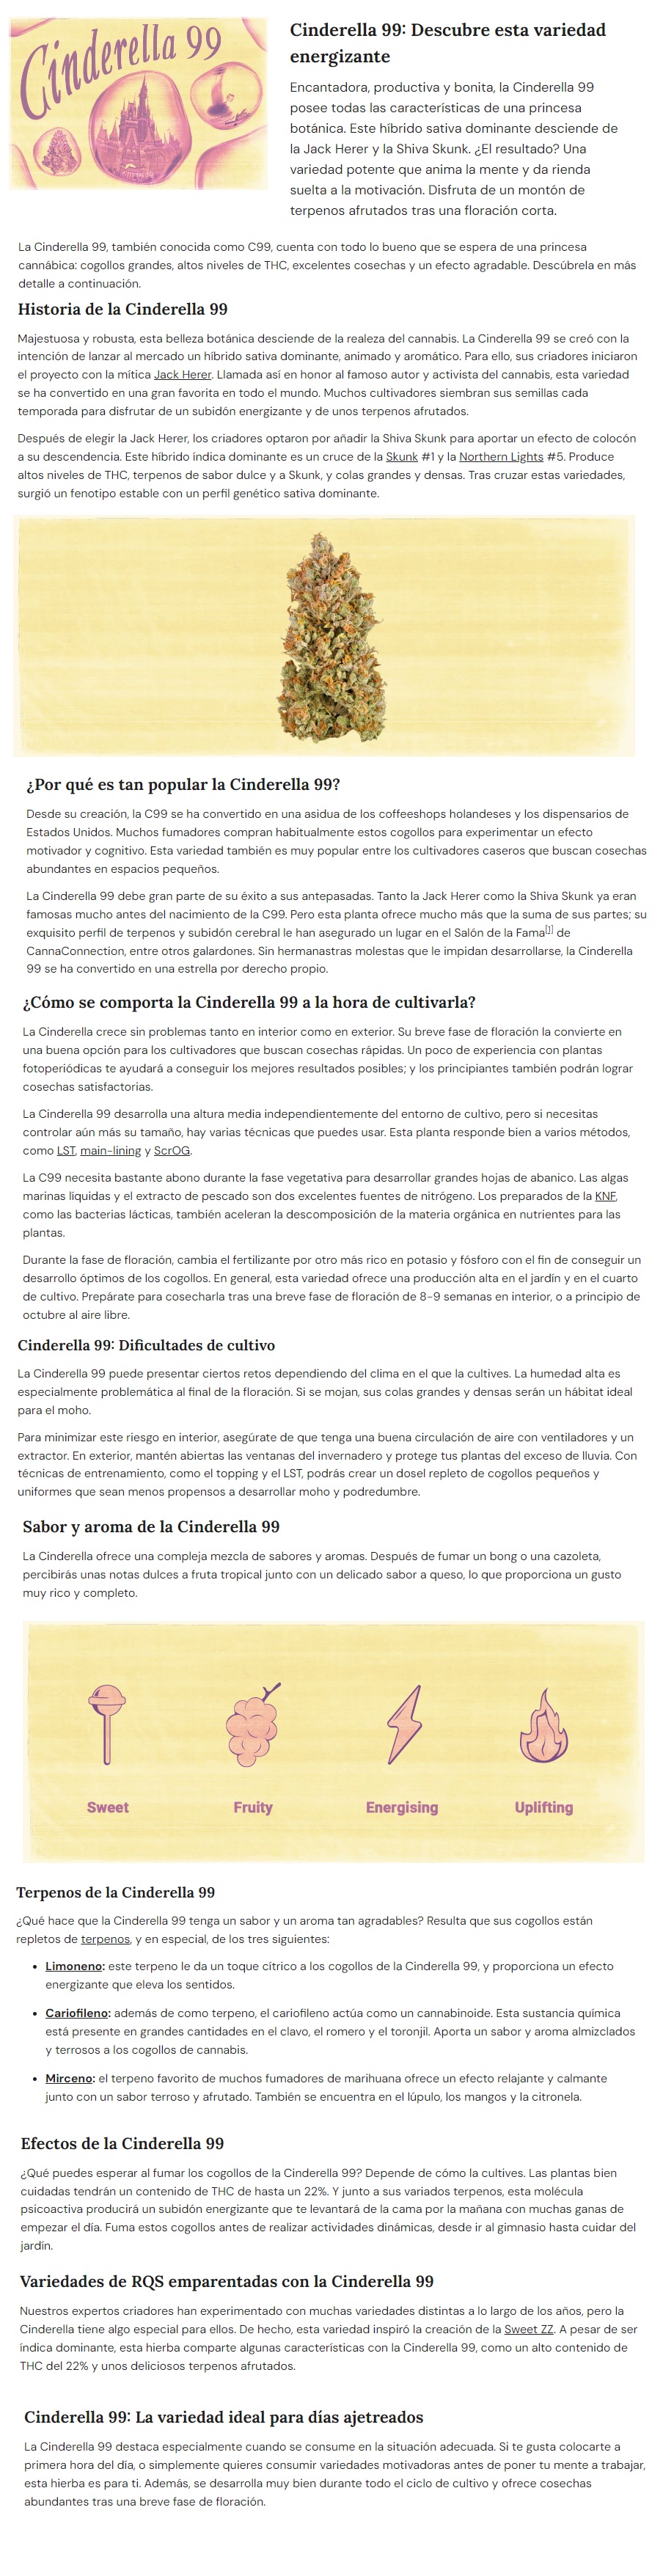 Cinderella 99
Cinderella 99: Descubre esta variedad
energizante
Encantadora, productiva y bonita, la Cinderella 99
posee todas las características de una princesa
botánica. Este híbrido sativa dominante desciende de
la Jack Herer y la Shiva Skunk. ¿El resultado? Una
variedad potente que anima la mente y da rienda
suelta a la motivación. Disfruta de un montón de
terpenos afrutados tras una floración corta.
La Cinderella 99, también conocida como C99, cuenta con todo lo bueno que se espera de una princesa
cannábica: cogollos grandes, altos niveles de THC, excelentes cosechas y un efecto agradable. Descúbrela en más
detalle a continuación.
Historia de la Cinderella 99
Majestuosa y robusta, esta belleza botánica desciende de la realeza del cannabis. La Cinderella 99 se creó con la
intención de lanzar al mercado un híbrido sativa dominante, animado y aromático. Para ello, sus criadores iniciaron
el proyecto con la mítica Jack Herer. Llamada así en honor al famoso autor y activista del cannabis, esta variedad
se ha convertido en una gran favorita en todo el mundo. Muchos cultivadores siembran sus semillas cada
temporada para disfrutar de un subidón energizante y de unos terpenos afrutados.
Después de elegir la Jack Herer, los criadores optaron por añadir la Shiva Skunk para aportar un efecto de colocón
a su descendencia. Este híbrido índica dominante es un cruce de la Skunk #1 y la Northern Lights #5. Produce
altos niveles de THC, terpenos de sabor dulce y a Skunk, y colas grandes y densas. Tras cruzar estas variedades,
surgió un fenotipo estable con un perfil genético sativa dominante.
¿Por qué es tan popular la Cinderella 99?
Desde su creación, la C99 se ha convertido en una asidua de los coffeeshops holandeses y los dispensarios de
Estados Unidos. Muchos fumadores compran habitualmente estos cogollos para experimentar un efecto
motivador y cognitivo. Esta variedad también es muy popular entre los cultivadores caseros que buscan cosechas
abundantes en espacios pequeños.
La Cinderella 99 debe gran parte de su éxito a sus antepasadas. Tanto la Jack Herer como la Shiva Skunk ya eran
famosas mucho antes del nacimiento de la C99. Pero esta planta ofrece mucho más que la suma de sus partes; su
exquisito perfil de terpenos y subidón cerebral le han asegurado un lugar en el Salón de la Fama[1] de
CannaConnection, entre otros galardones. Sin hermanastras molestas que le impidan desarrollarse, la Cinderella
99 se ha convertido en una estrella por derecho propio.
¿Cómo se comporta la Cinderella 99 a la hora de cultivarla?
La Cinderella crece sin problemas tanto en interior como en exterior. Su breve fase de floración la convierte en
una buena opción para los cultivadores que buscan cosechas rápidas. Un poco de experiencia con plantas
fotoperiódicas te ayudará a conseguir los mejores resultados posibles; y los principiantes también podrán lograr
cosechas satisfactorias.
La Cinderella 99 desarrolla una altura media independientemente del entorno de cultivo, pero si necesitas
controlar aún más su tamaño, hay varias técnicas que puedes usar. Esta planta responde bien a varios métodos,
como LST, main-lining y ScrOG.
La C99 necesita bastante abono durante la fase vegetativa para desarrollar grandes hojas de abanico. Las algas
marinas líquidas y el extracto de pescado son dos excelentes fuentes de nitrógeno. Los preparados de la KNF,
como las bacterias lácticas, también aceleran la descomposición de la materia orgánica en nutrientes para las
plantas.
Durante la fase de floración, cambia el fertilizante por otro más rico en potasio y fósforo con el fin de conseguir un
desarrollo óptimos de los cogollos. En general, esta variedad ofrece una producción alta en el jardín y en el cuarto
de cultivo. Prepárate para cosecharla tras una breve fase de floración de 8-9 semanas en interior, o a principio de
octubre al aire libre.
Cinderella 99: Dificultades de cultivo
La Cinderella 99 puede presentar ciertos retos dependiendo del clima en el que la cultives. La humedad alta es
especialmente problemática al final de la floración. Si se mojan, sus colas grandes y densas serán un hábitat ideal
para el moho.
Para minimizar este riesgo en interior, asegúrate de que tenga una buena circulación de aire con ventiladores y un
extractor. En exterior, mantén abiertas las ventanas del invernadero y protege tus plantas del exceso de lluvia. Con
técnicas de entrenamiento, como el topping y el LST, podrás crear un dosel repleto de cogollos pequeños y
uniformes que sean menos propensos a desarrollar moho y podredumbre.
Sabor y aroma de la Cinderella 99
La Cinderella ofrece una compleja mezcla de sabores y aromas. Después de fumar un bong o una cazoleta,
percibirás unas notas dulces a fruta tropical junto con un delicado sabor a queso, lo que proporciona un gusto
muy rico y completo.
Sweet Fruity Energising Uplifting
Terpenos de la Cinderella 99
¿Qué hace que la Cinderella 99 tenga un sabor y un aroma tan agradables? Resulta que sus cogollos están
repletos de terpenos, y en especial, de los tres siguientes:
• Limoneno: este terpeno le da un toque cítrico a los cogollos de la Cinderella 99, y proporciona un efecto
energizante que eleva los sentidos.
• Cariofileno: además de como terpeno, el cariofileno actúa como un cannabinoide. Esta sustancia química
está presente en grandes cantidades en el clavo, el romero y el toronjil. Aporta un sabor y aroma almizclados
y terrosos a los cogollos de cannabis.
• Mirceno: el terpeno favorito de muchos fumadores de marihuana ofrece un efecto relajante y calmante
junto con un sabor terroso y afrutado. También se encuentra en el lúpulo, los mangos y la citronela.
Efectos de la Cinderella 99
¿Qué puedes esperar al fumar los cogollos de la Cinderella 99? Depende de cómo la cultives. Las plantas bien
cuidadas tendrán un contenido de THC de hasta un 22%. Y junto a sus variados terpenos, esta molécula
psicoactiva producirá un subidón energizante que te levantará de la cama por la mañana con muchas ganas de
empezar el día. Fuma estos cogollos antes de realizar actividades dinámicas, desde ir al gimnasio hasta cuidar del
jardín.
Variedades de RQS emparentadas con la Cinderella 99
Nuestros expertos criadores han experimentado con muchas variedades distintas a lo largo de los años, pero la
Cinderella tiene algo especial para ellos. De hecho, esta variedad inspiró la creación de la Sweet ZZ. A pesar de ser
índica dominante, esta hierba comparte algunas características con la Cinderella 99, como un alto contenido de
THC del 22% y unos deliciosos terpenos afrutados.
Cinderella 99: La variedad ideal para días ajetreados
La Cinderella 99 destaca especialmente cuando se consume en la situación adecuada. Si te gusta colocarte a
primera hora del día, o simplemente quieres consumir variedades motivadoras antes de poner tu mente a trabajar,
esta hierba es para ti. Además, se desarrolla muy bien durante todo el ciclo de cultivo y ofrece cosechas
abundantes tras una breve fase de floración.